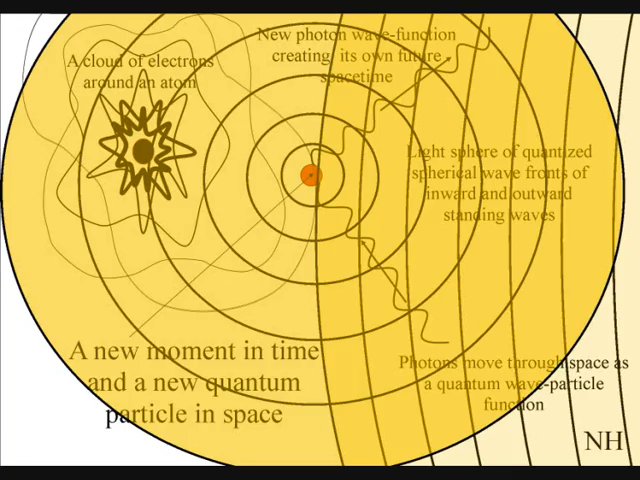 New photon wave-function
creating its own future
spacetime
A cloud of electrons
around an atom
Light sphere of quantized
spherical wave fronts of
inward and outward
standing waves
A new moment in time
and a new quantum
particle in space
Photons move through space as
a quantum wave-particle
function
NH